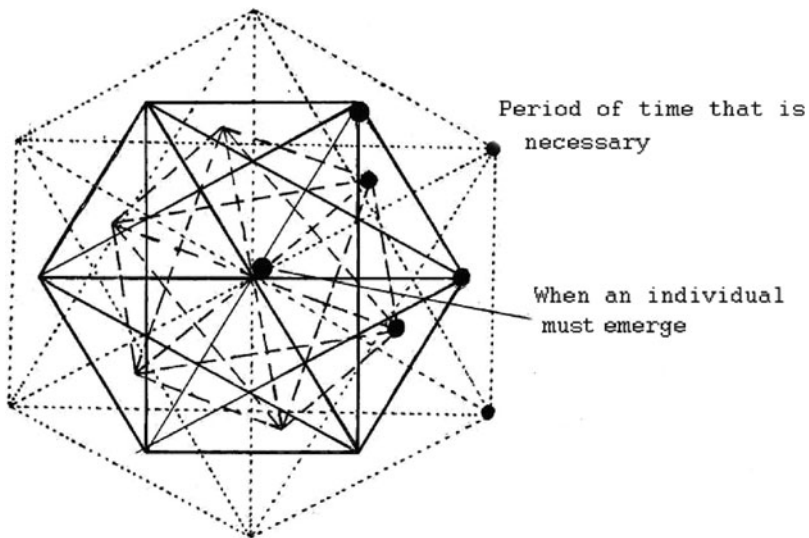 Period of time that is
necessary
When an individual
must emerge